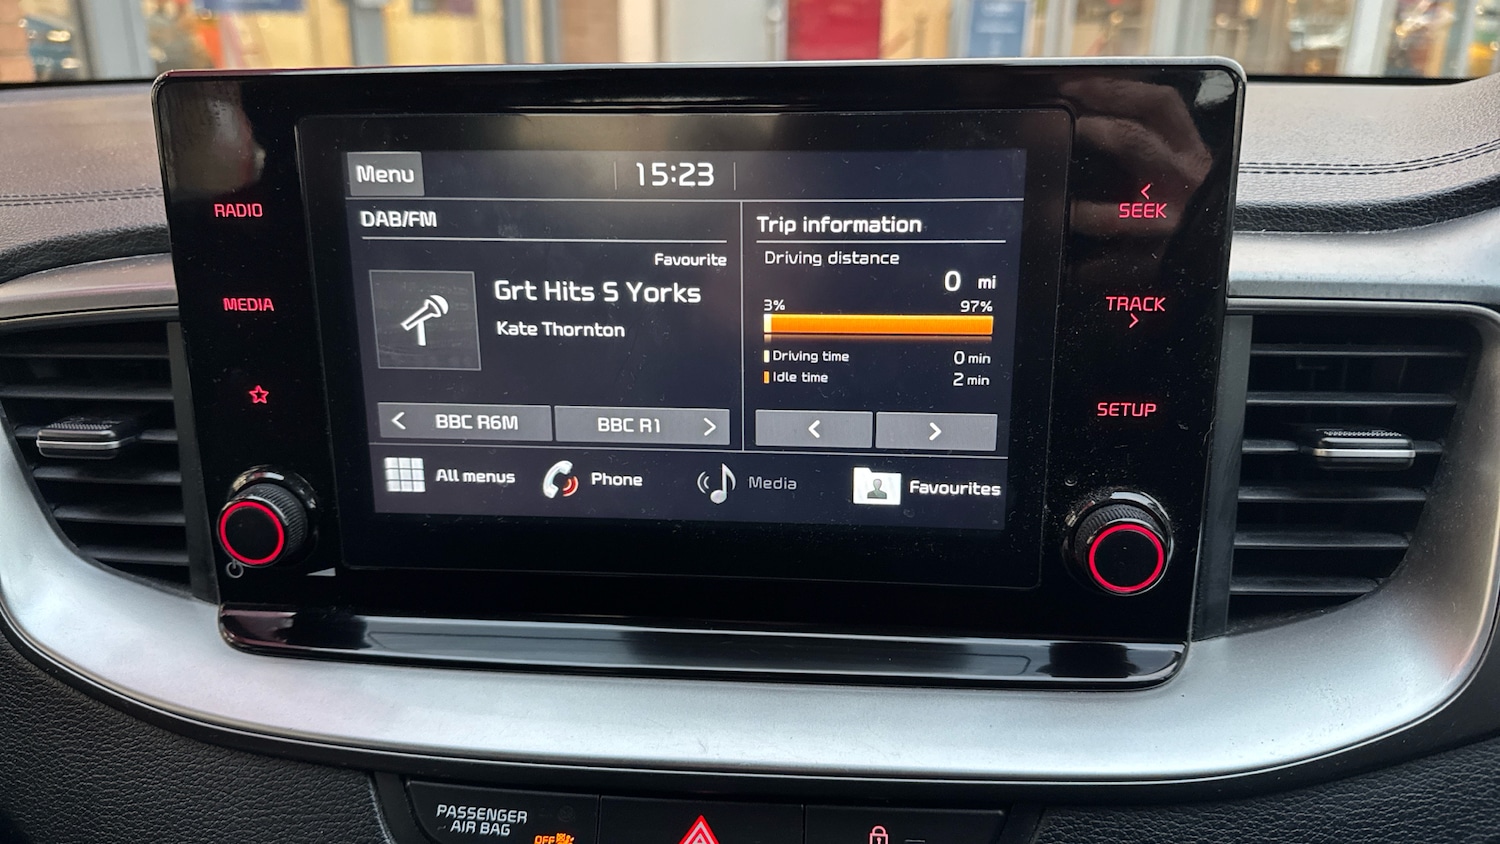 Menu
15:23
RADIO
MEDIA
DAB/FM
Favourite
Grt Hits S Yorks
Kate Thornton
< BBC R6M
BBC R1 >
Trip information
Driving distance
0 mi
3% 97%
Driving time 0 min
Idle time 2 min
< >
All menus
Phone
Media
Favourites
<
SEEK
TRACK
>
SETUP
PASSENGER
AIR BAG
OFF